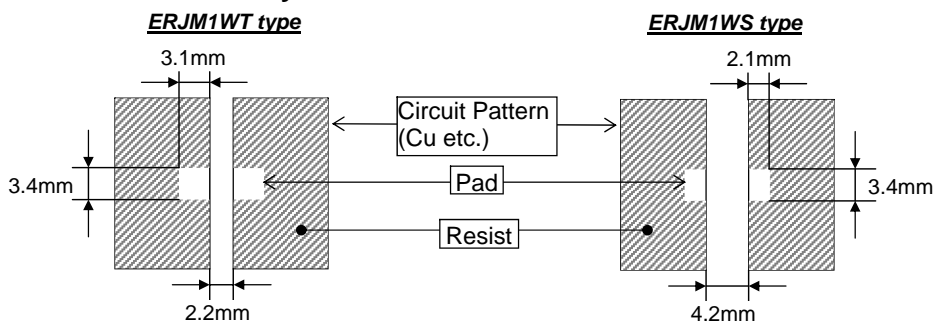 ERJM1WT type
ERJM1WS type
3.1mm
2.1mm
Circuit Pattern
(Cu etc.)
3.4mm
Pad
3.4mm
Resist
2.2mm
4.2mm